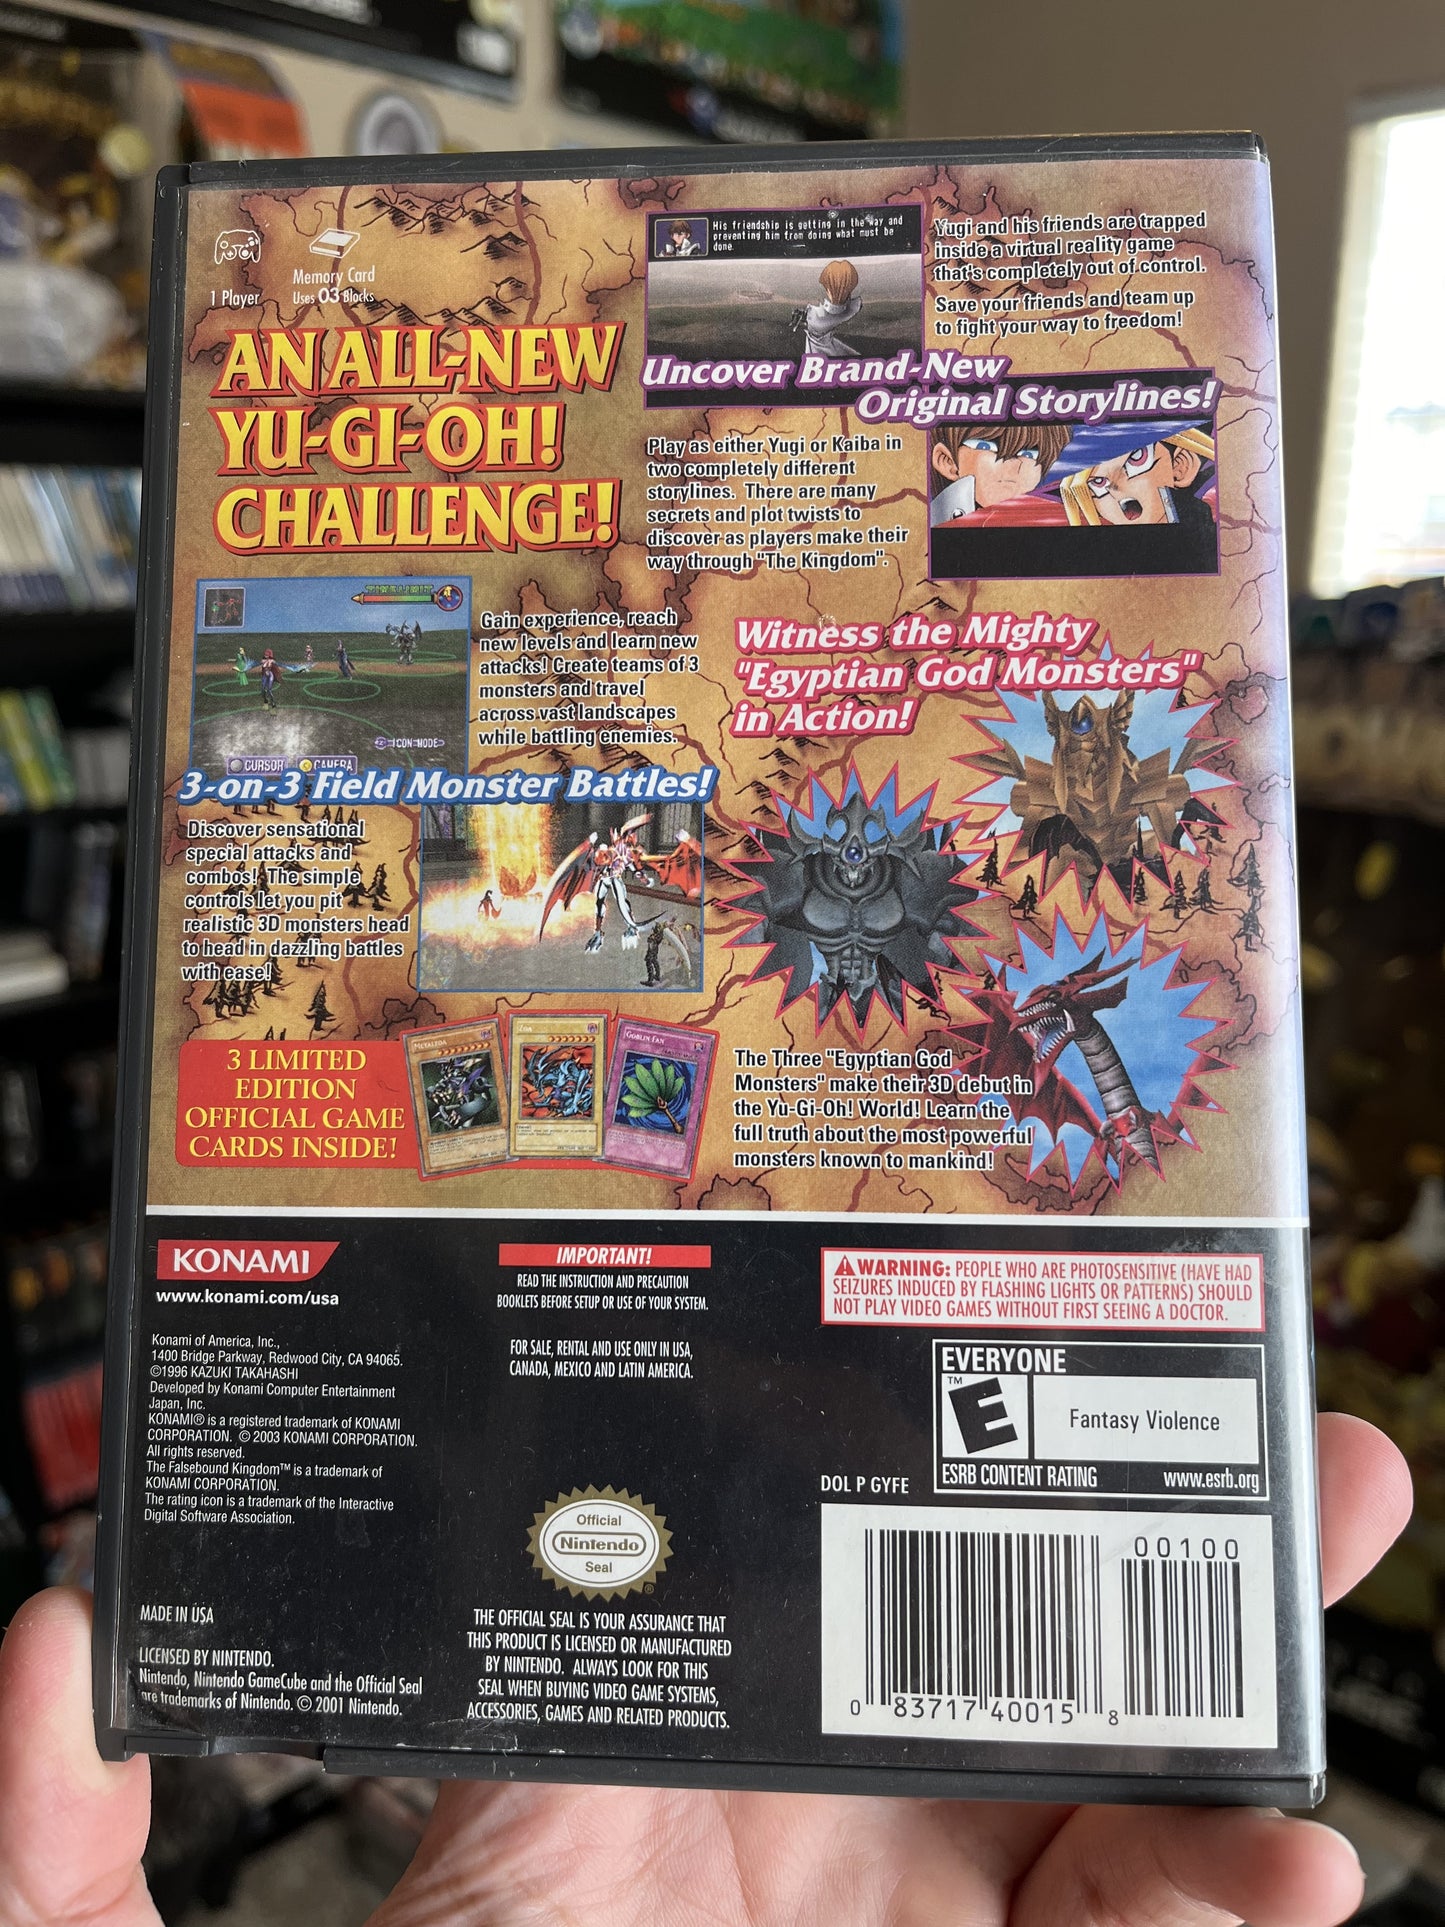 1 Player
Memory Card
Uses 03 Blocks
AN ALL-NEW
YU-GI-OH!
CHALLENGE!
His friendship is getting in the way and
preventing him from doing what must be
done.
Yugi and his friends are trapped
inside a virtual reality game
that's completely out of control.
Save your friends and team up
to fight your way to freedom!
Uncover Brand-New
Original Storylines!
Play as either Yugi or Kaiba in
two completely different
storylines. There are many
secrets and plot twists to
discover as players make their
way through "The Kingdom".
Gain experience, reach
new levels and learn new
attacks! Create teams of 3
monsters and travel
across vast landscapes
while battling enemies.
ICON MODE
CURSOR CAMERA
3-on-3 Field Monster Battles!
Discover sensational
special attacks and
combos! The simple
controls let you pit
realistic 3D monsters head
to head in dazzling battles
with ease!
Witness the Mighty
"Egyptian God Monsters"
in Action!
The Three "Egyptian God
Monsters" make their 3D debut in
the Yu-Gi-Oh! World! Learn the
full truth about the most powerful
monsters known to mankind!
3 LIMITED
EDITION
OFFICIAL GAME
CARDS INSIDE!
METALZOA
ZOA
GOBLIN FAN
KONAMI
www.konami.com/usa
Konami of America, Inc.,
1400 Bridge Parkway, Redwood City, CA 94065.
©1996 KAZUKI TAKAHASHI
Developed by Konami Computer Entertainment
Japan, Inc.
KONAMI® is a registered trademark of KONAMI
CORPORATION. © 2003 KONAMI CORPORATION.
All rights reserved.
The Falsebound Kingdom™ is a trademark of
KONAMI CORPORATION.
The rating icon is a trademark of the Interactive
Digital Software Association.
MADE IN USA
LICENSED BY NINTENDO.
Nintendo, Nintendo GameCube and the Official Seal
are trademarks of Nintendo. © 2001 Nintendo.
IMPORTANT!
READ THE INSTRUCTION AND PRECAUTION
BOOKLETS BEFORE SETUP OR USE OF YOUR SYSTEM.
FOR SALE, RENTAL AND USE ONLY IN USA,
CANADA, MEXICO AND LATIN AMERICA.
Official
Nintendo
Seal
®
THE OFFICIAL SEAL IS YOUR ASSURANCE THAT
THIS PRODUCT IS LICENSED OR MANUFACTURED
BY NINTENDO. ALWAYS LOOK FOR THIS
SEAL WHEN BUYING VIDEO GAME SYSTEMS,
ACCESSORIES, GAMES AND RELATED PRODUCTS.
WARNING: PEOPLE WHO ARE PHOTOSENSITIVE (HAVE HAD
SEIZURES INDUCED BY FLASHING LIGHTS OR PATTERNS) SHOULD
NOT PLAY VIDEO GAMES WITHOUT FIRST SEEING A DOCTOR.
EVERYONE
™
E
Fantasy Violence
ESRB CONTENT RATING www.esrb.org
DOL P GYFE
00100
0 83717 40015 8